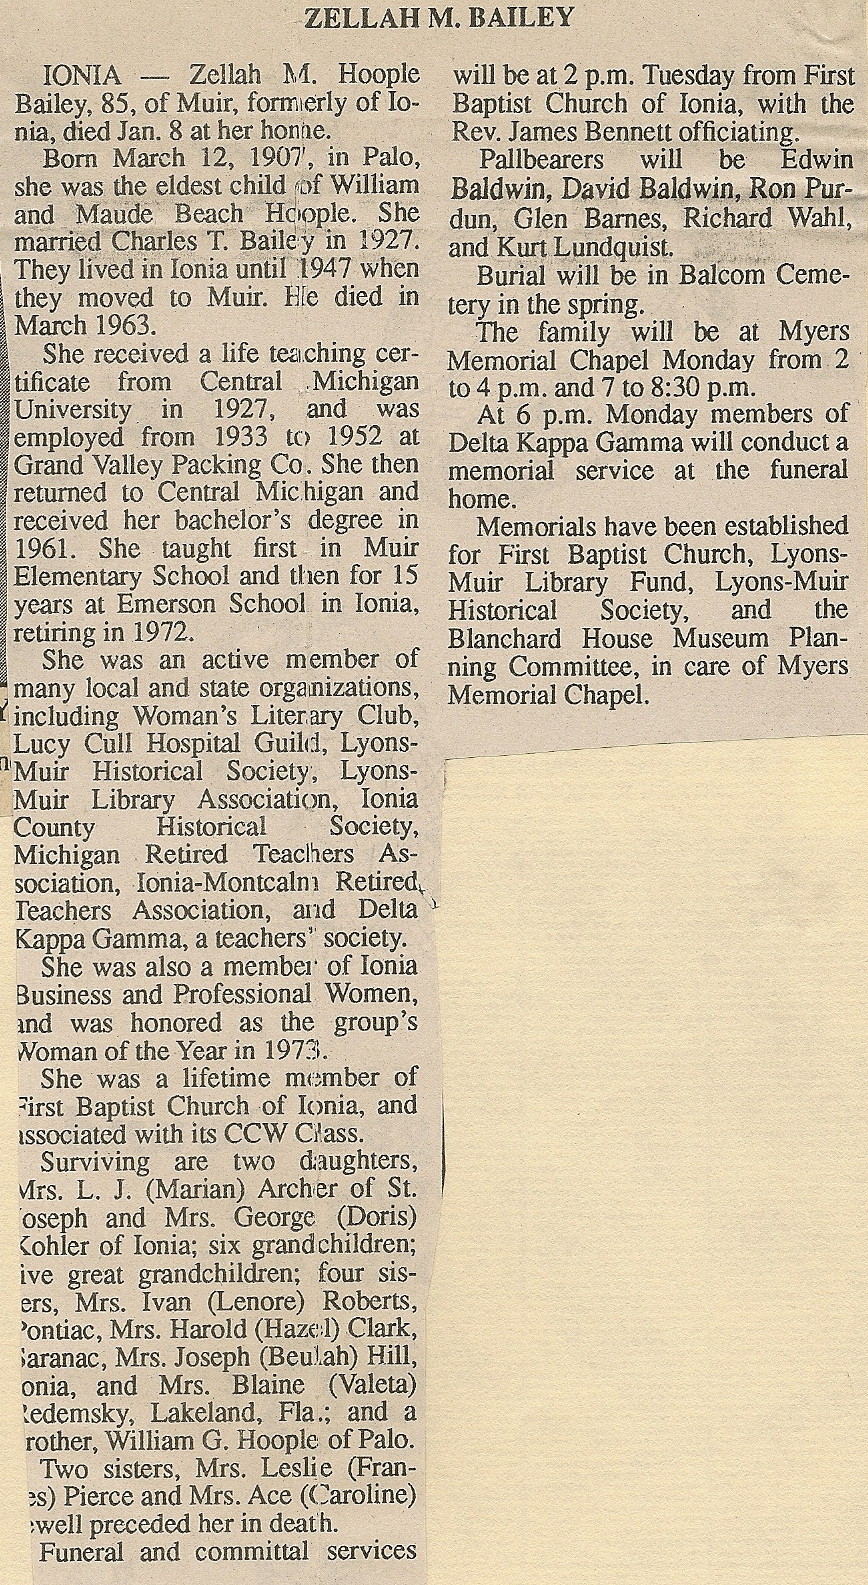 ZELLAH M. BAILEY
IONIA — Zellah M. Hoople
Bailey, 85, of Muir, formerly of Io-
nia, died Jan. 8 at her home.
Born March 12, 1907, in Palo,
she was the eldest child of William
and Maude Beach Hoople. She
married Charles T. Bailey in 1927.
They lived in Ionia until 1947 when
they moved to Muir. He died in
March 1963.
She received a life teaching cer-
tificate from Central Michigan
University in 1927, and was
employed from 1933 to 1952 at
Grand Valley Packing Co. She then
returned to Central Michigan and
received her bachelor's degree in
1961. She taught first in Muir
Elementary School and then for 15
years at Emerson School in Ionia,
retiring in 1972.
She was an active member of
many local and state organizations,
including Woman's Literary Club,
Lucy Cull Hospital Guild, Lyons-
Muir Historical Society, Lyons-
Muir Library Association, Ionia
County Historical Society,
Michigan Retired Teachers As-
sociation, Ionia-Montcalm Retired
Teachers Association, and Delta
Kappa Gamma, a teachers' society.
She was also a member of Ionia
Business and Professional Women,
and was honored as the group's
Woman of the Year in 1973.
She was a lifetime member of
First Baptist Church of Ionia, and
associated with its CCW Class.
Surviving are two daughters,
Mrs. L. J. (Marian) Archer of St.
oseph and Mrs. George (Doris)
Kohler of Ionia; six grandchildren;
ive great grandchildren; four sis-
ers, Mrs. Ivan (Lenore) Roberts,
Pontiac, Mrs. Harold (Hazel) Clark,
Saranac, Mrs. Joseph (Beulah) Hill,
onia, and Mrs. Blaine (Valeta)
Redemsky, Lakeland, Fla.; and a
rother, William G. Hoople of Palo.
Two sisters, Mrs. Leslie (Fran-
es) Pierce and Mrs. Ace (Caroline)
ewell preceded her in death.
Funeral and committal services
will be at 2 p.m. Tuesday from First
Baptist Church of Ionia, with the
Rev. James Bennett officiating.
Pallbearers will be Edwin
Baldwin, David Baldwin, Ron Pur-
dun, Glen Barnes, Richard Wahl,
and Kurt Lundquist.
Burial will be in Balcom Ceme-
tery in the spring.
The family will be at Myers
Memorial Chapel Monday from 2
to 4 p.m. and 7 to 8:30 p.m.
At 6 p.m. Monday members of
Delta Kappa Gamma will conduct a
memorial service at the funeral
home.
Memorials have been established
for First Baptist Church, Lyons-
Muir Library Fund, Lyons-Muir
Historical Society, and the
Blanchard House Museum Plan-
ning Committee, in care of Myers
Memorial Chapel.